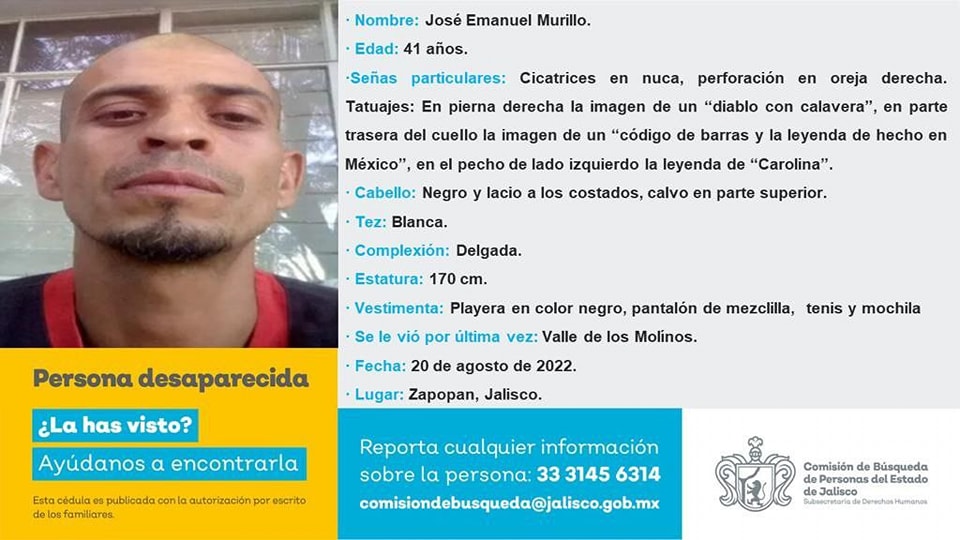 · Nombre: José Emanuel Murillo.
· Edad: 41 años.
·Señas particulares: Cicatrices en nuca, perforación en oreja derecha.
Tatuajes: En pierna derecha la imagen de un “diablo con calavera”, en parte
trasera del cuello la imagen de un “código de barras y la leyenda de hecho en
México”, en el pecho de lado izquierdo la leyenda de “Carolina”.
· Cabello: Negro y lacio a los costados, calvo en parte superior.
· Tez: Blanca.
· Complexión: Delgada.
· Estatura: 170 cm.
· Vestimenta: Playera en color negro, pantalón de mezclilla, tenis y mochila
· Se le vió por última vez: Valle de los Molinos.
· Fecha: 20 de agosto de 2022.
· Lugar: Zapopan, Jalisco.
Persona desaparecida
¿La has visto?
Ayúdanos a encontrarla
Esta cédula es publicada con la autorización por escrito
de los familiares.
Reporta cualquier información
sobre la persona: 33 3145 6314
comisiondebusqueda@jalisco.gob.mx
Comisión de Búsqueda
de Personas del Estado
de Jalisco
Subsecretaría de Derechos Humanos